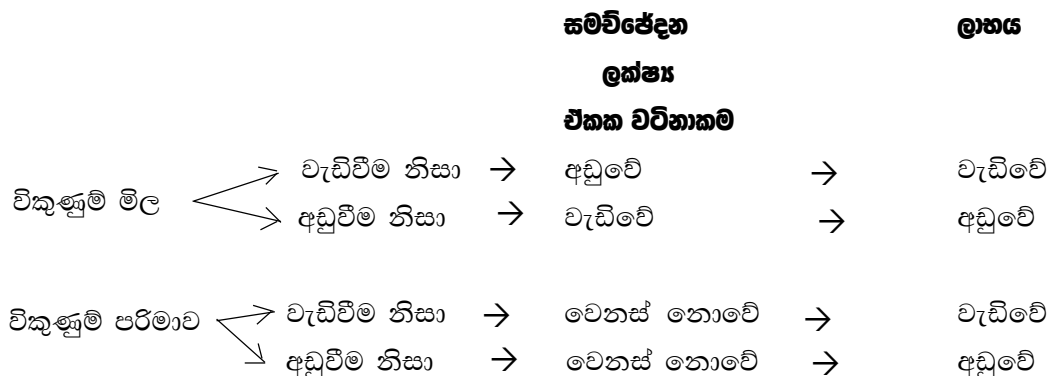 සමච්ඡේදන ලාභය
ලක්ෂ්‍ය
ඒකක වටිනාකම
වැඩිවීම නිසා → අඩුවේ → වැඩිවේ
විකුණුම් මිල
අඩුවීම නිසා → වැඩිවේ → අඩුවේ
වැඩිවීම නිසා → වෙනස් නොවේ → වැඩිවේ
විකුණුම් පරිමාව
අඩුවීම නිසා → වෙනස් නොවේ → අඩුවේ